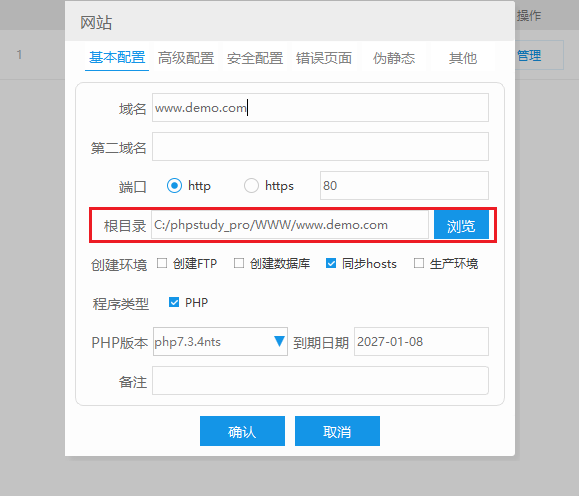 网站
操作
基本配置 高级配置 安全配置 错误页面 伪静态 其他
1
管理
域名 www.demo.com
第二域名
端口 http https 80
根目录 C:/phpstudy_pro/WWW/www.demo.com 浏览
创建环境 创建FTP 创建数据库 同步hosts 生产环境
程序类型 PHP
PHP版本 php7.3.4nts 到期日期 2027-01-08
备注
确认 取消